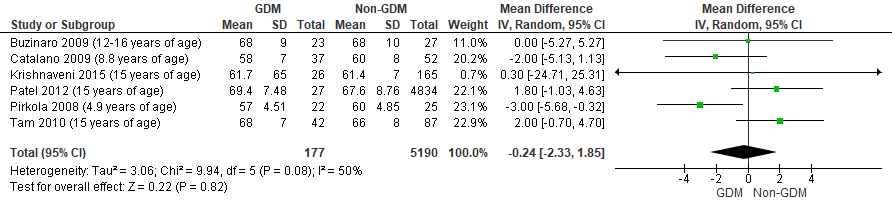 GDM Non-GDM Mean Difference Mean Difference
Study or Subgroup Mean SD Total Mean SD Total Weight IV, Random, 95% CI IV, Random, 95% CI
Buzinaro 2009 (12-16 years of age) 68 9 23 68 10 27 11.0% 0.00 [-5.27, 5.27]
Catalano 2009 (8.8 years of age) 58 7 37 60 8 52 20.2% -2.00 [-5.13, 1.13]
Krishnaveni 2015 (15 years of age) 61.7 65 26 61.4 7 165 0.7% 0.30 [-24.71, 25.31]
Patel 2012 (15 years of age) 69.4 7.48 27 67.6 8.76 4834 22.1% 1.80 [-1.03, 4.63]
Pirkola 2008 (4.9 years of age) 57 4.51 22 60 4.85 25 23.1% -3.00 [-5.68, -0.32]
Tam 2010 (15 years of age) 68 7 42 66 8 87 22.9% 2.00 [-0.70, 4.70]
Total (95% CI) 177 5190 100.0% -0.24 [-2.33, 1.85]
Heterogeneity: Tau² = 3.06; Chi² = 9.94, df = 5 (P = 0.08); I² = 50%
Test for overall effect: Z = 0.22 (P = 0.82)
-4 -2 0 2 4
GDM Non-GDM